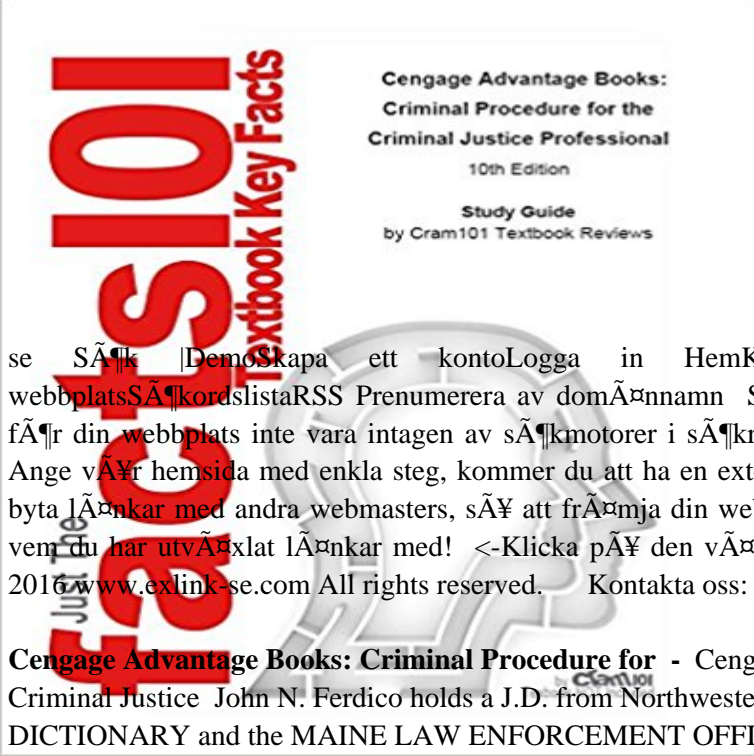 Cengage Advantage Books:
Criminal Procedure for the
Criminal Justice Professional
10th Edition
Study Guide
by Cram101 Textbook Reviews
Just The
facts101
Textbook Key Facts
se SÃ¶k |DemoSkapa ett kontoLogga in HemK
webbplatsSÃ¶kordslistaRSS Prenumerera av domÃ¤nnamn S
fÃ¶r din webbplats inte vara intagen av sÃ¶kmotorer i sÃ¶km
Ange vÃ¥r hemsida med enkla steg, kommer du att ha en ext
byta lÃ¤nkar med andra webmasters, sÃ¥ att frÃ¤mja din we
vem du har utvÃ¤xlat lÃ¤nkar med! <-Klicka pÃ¥ den vÃ¤
2016 www.exlink-se.com All rights reserved. Kontakta oss:
Cengage Advantage Books: Criminal Procedure for - Ceng
by Cram101
Criminal Justice John N. Ferdico holds a J.D. from Northweste
DICTIONARY and the MAINE LAW ENFORCEMENT OFF